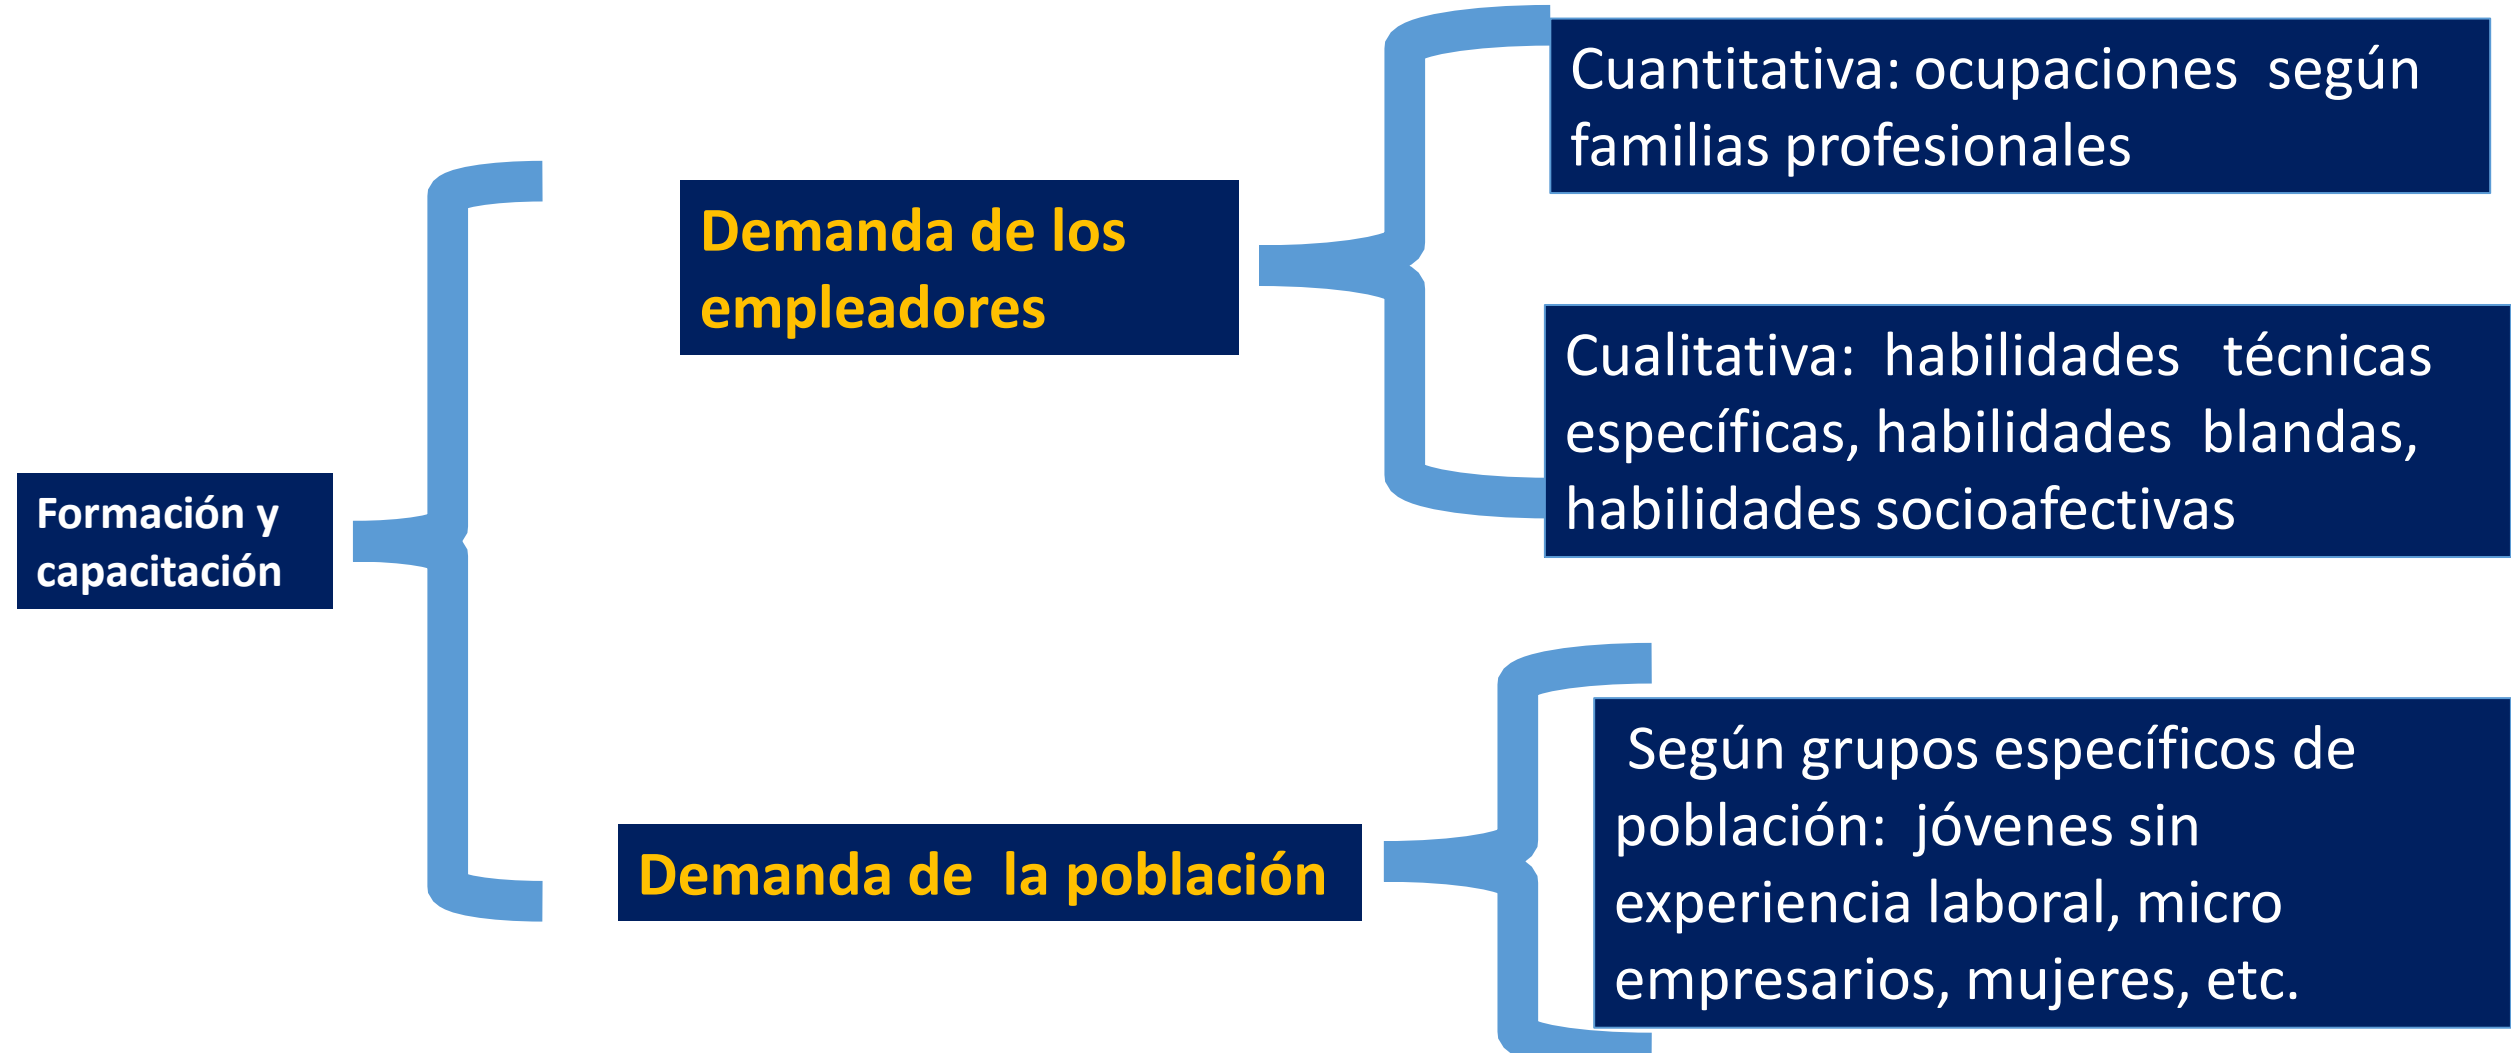 Formación y
capacitación
Demanda de los
empleadores
Cuantitativa: ocupaciones según
familias profesionales
Cualitativa: habilidades técnicas
específicas, habilidades blandas,
habilidades socioafectivas
Demanda de la población
Según grupos específicos de
población: jóvenes sin
experiencia laboral, micro
empresarios, mujeres, etc.